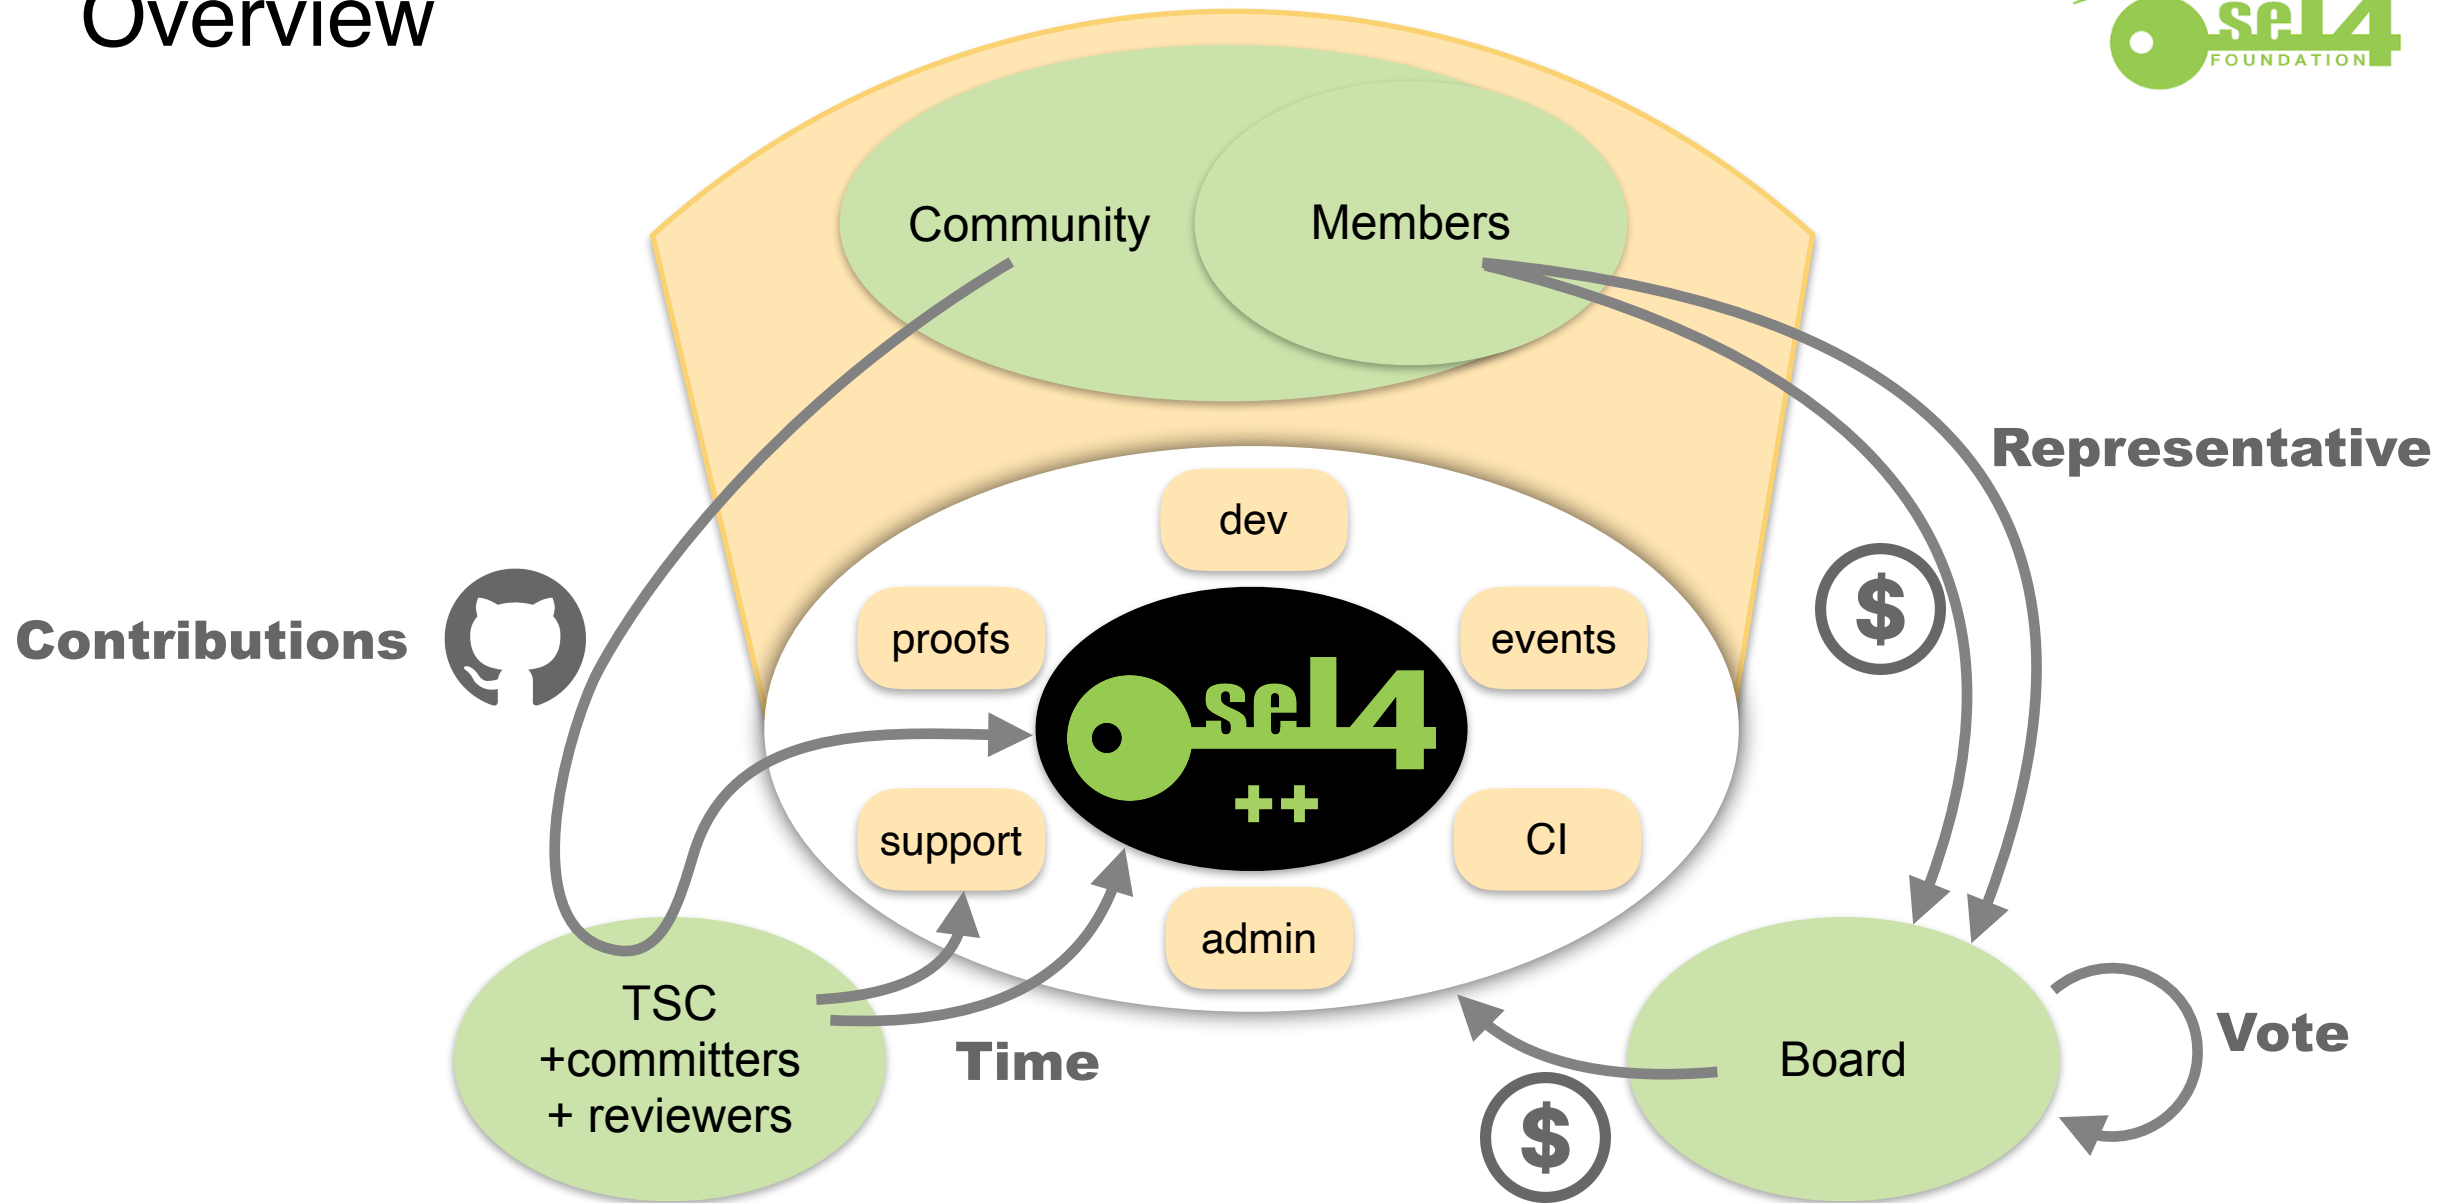 Overview
seL4
FOUNDATION
Community
Members
Representative
dev
$
proofs
events
Contributions
seL4
++
support
CI
admin
TSC
+committers
+ reviewers
Time
Board
Vote
$